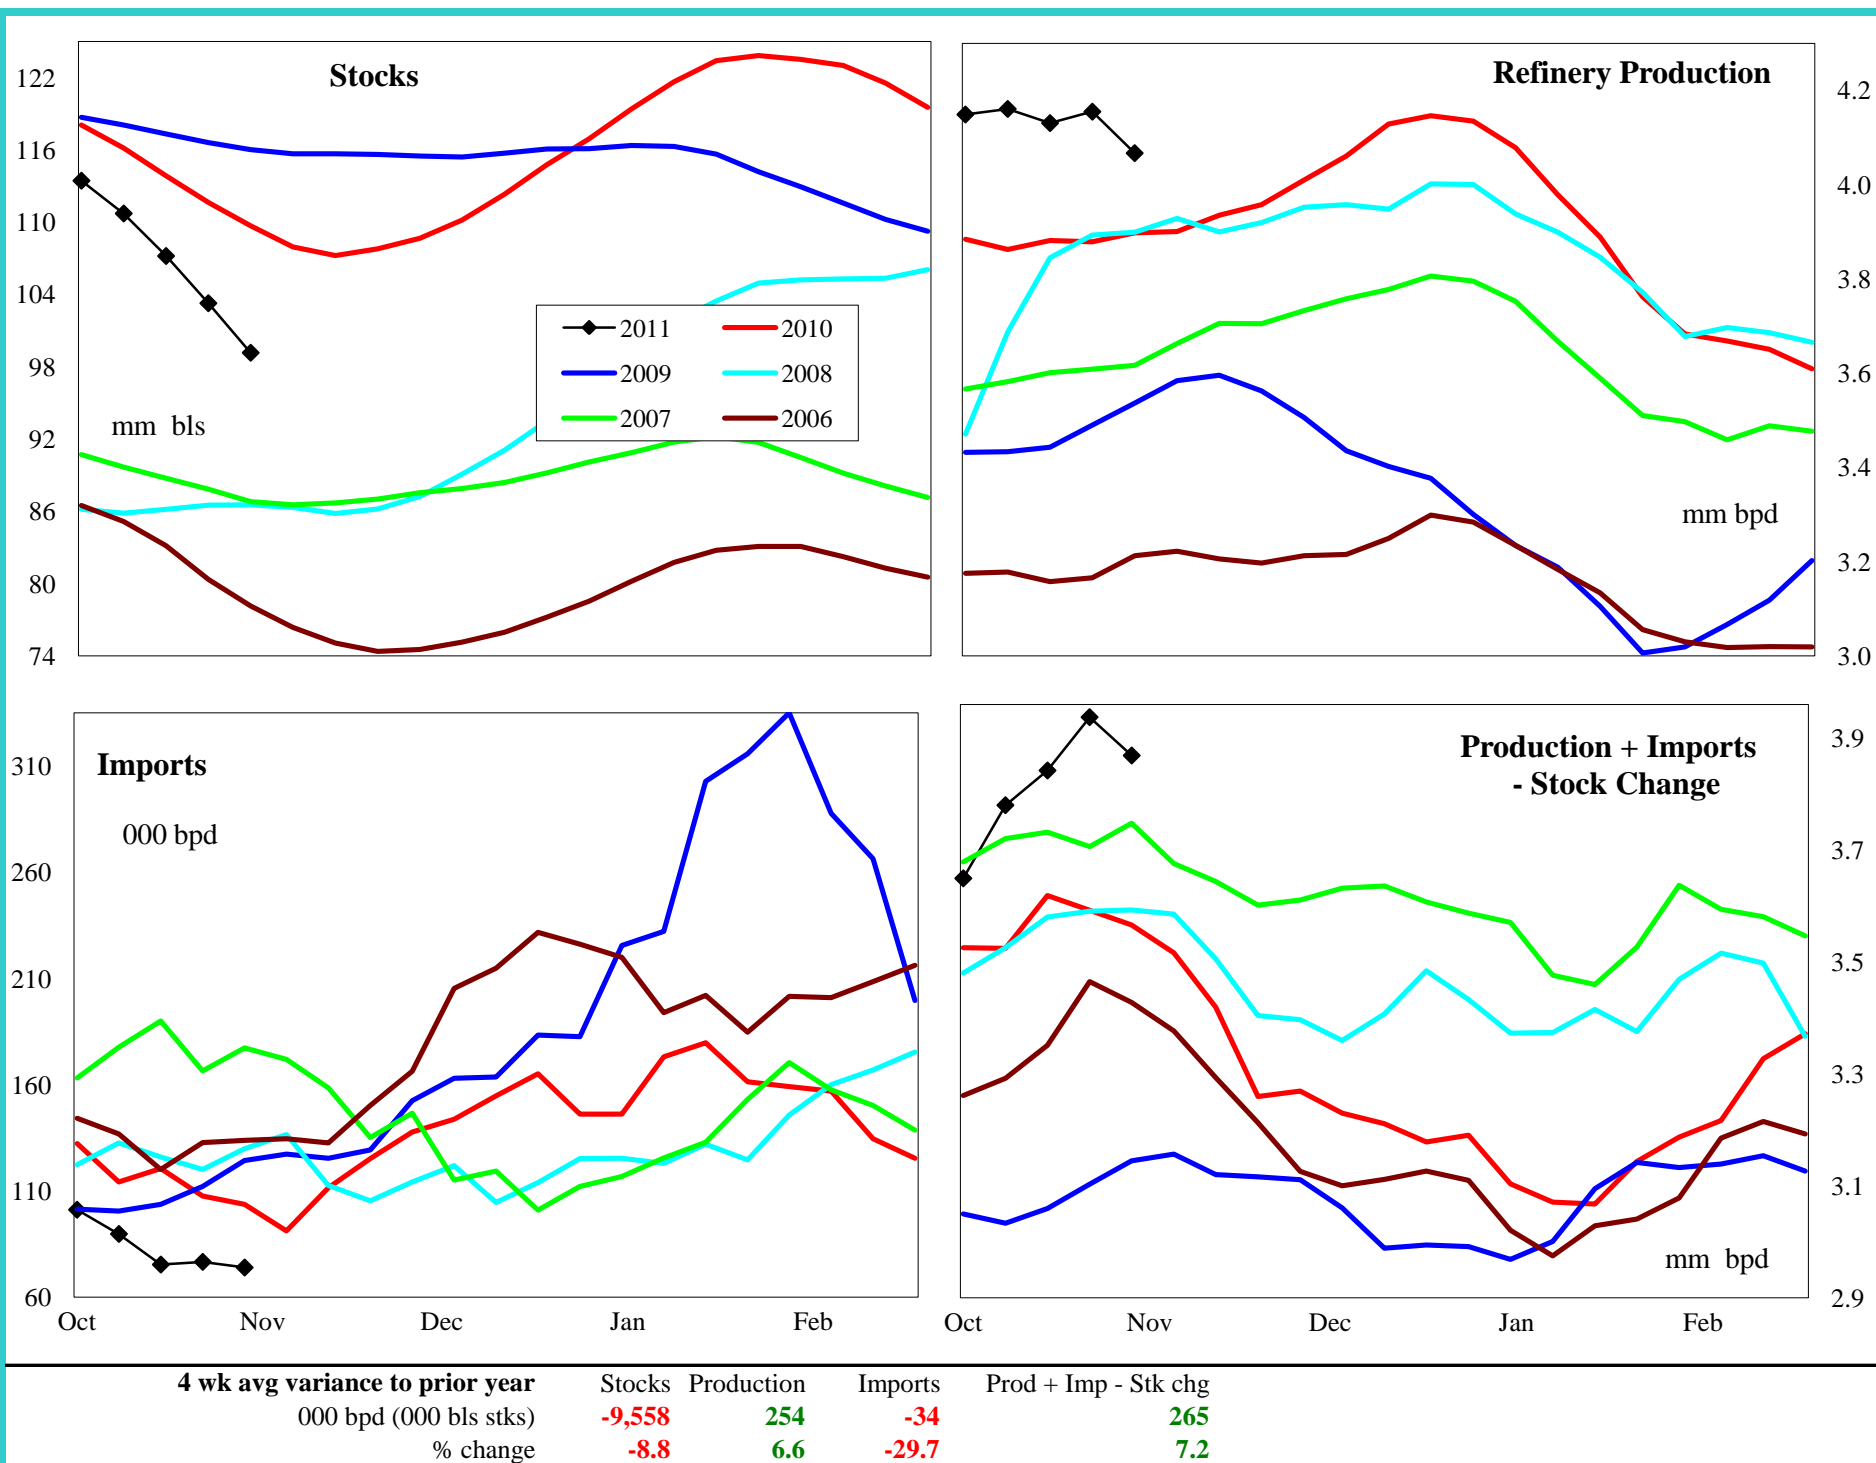 Stocks
122
116
110
104
98
92
86
80
74
mm bls
2011 2010
2009 2008
2007 2006
Refinery Production
4.2
4.0
3.8
3.6
3.4
3.2
3.0
mm bpd
Imports
000 bpd
310
260
210
160
110
60
Oct Nov Dec Jan Feb
Production + Imports
- Stock Change
3.9
3.7
3.5
3.3
3.1
2.9
mm bpd
Oct Nov Dec Jan Feb
4 wk avg variance to prior year Stocks Production Imports Prod + Imp - Stk chg
000 bpd (000 bls stks) -9,558 254 -34 265
% change -8.8 6.6 -29.7 7.2